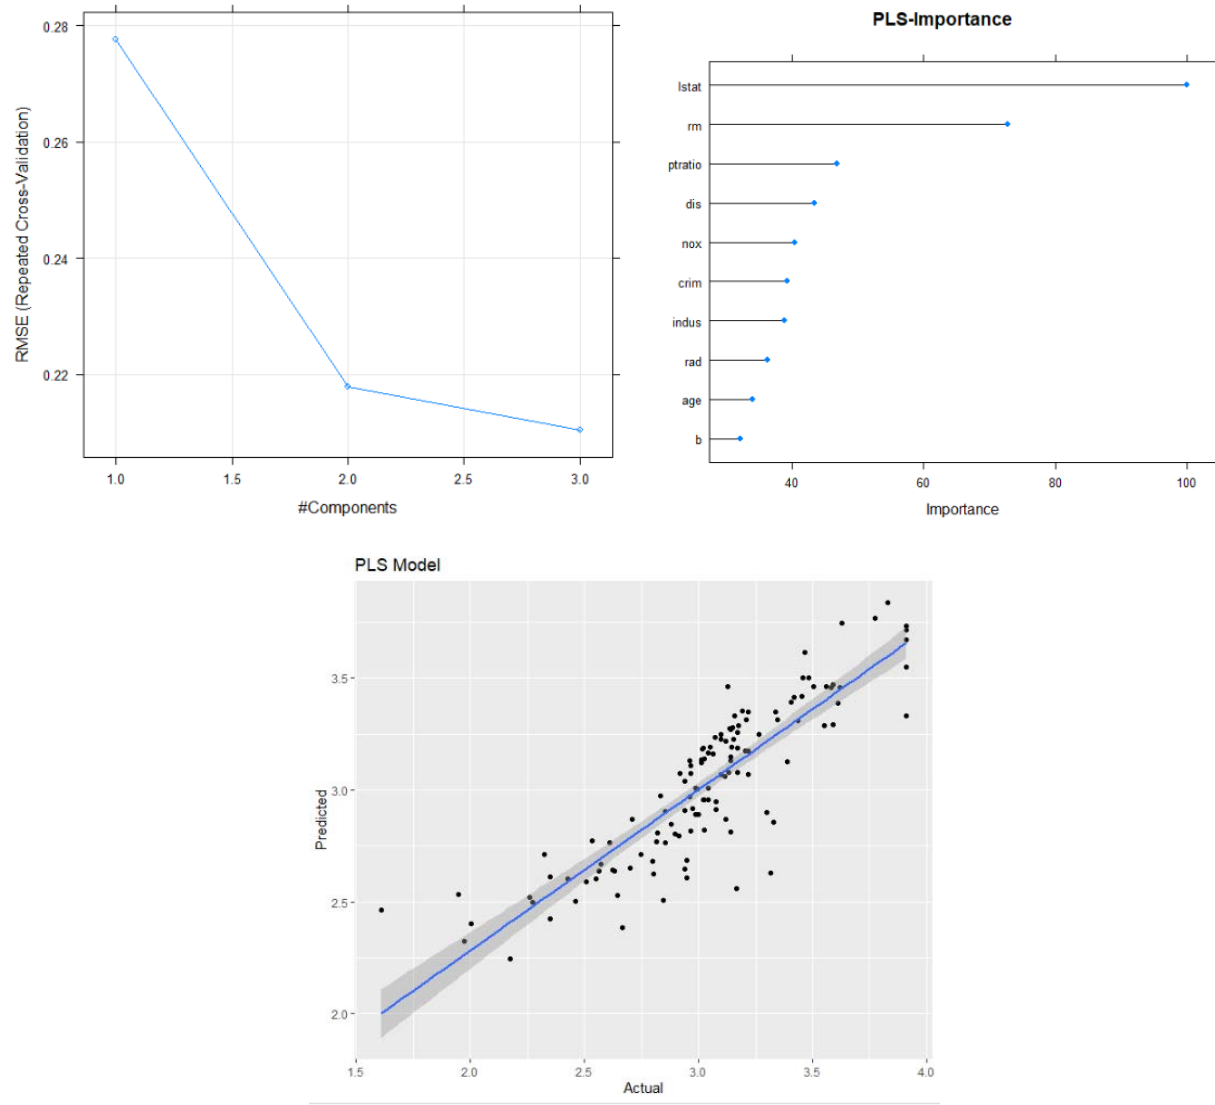 0.28
0.26
0.24
0.22
RMSE (Repeated Cross-Validation)
1.0 1.5 2.0 2.5 3.0
#Components
PLS-Importance
lstat
rm
ptratio
dis
nox
crim
indus
rad
age
b
40 60 80 100
Importance
PLS Model
3.5
3.0
2.5
2.0
Predicted
1.5 2.0 2.5 3.0 3.5 4.0
Actual